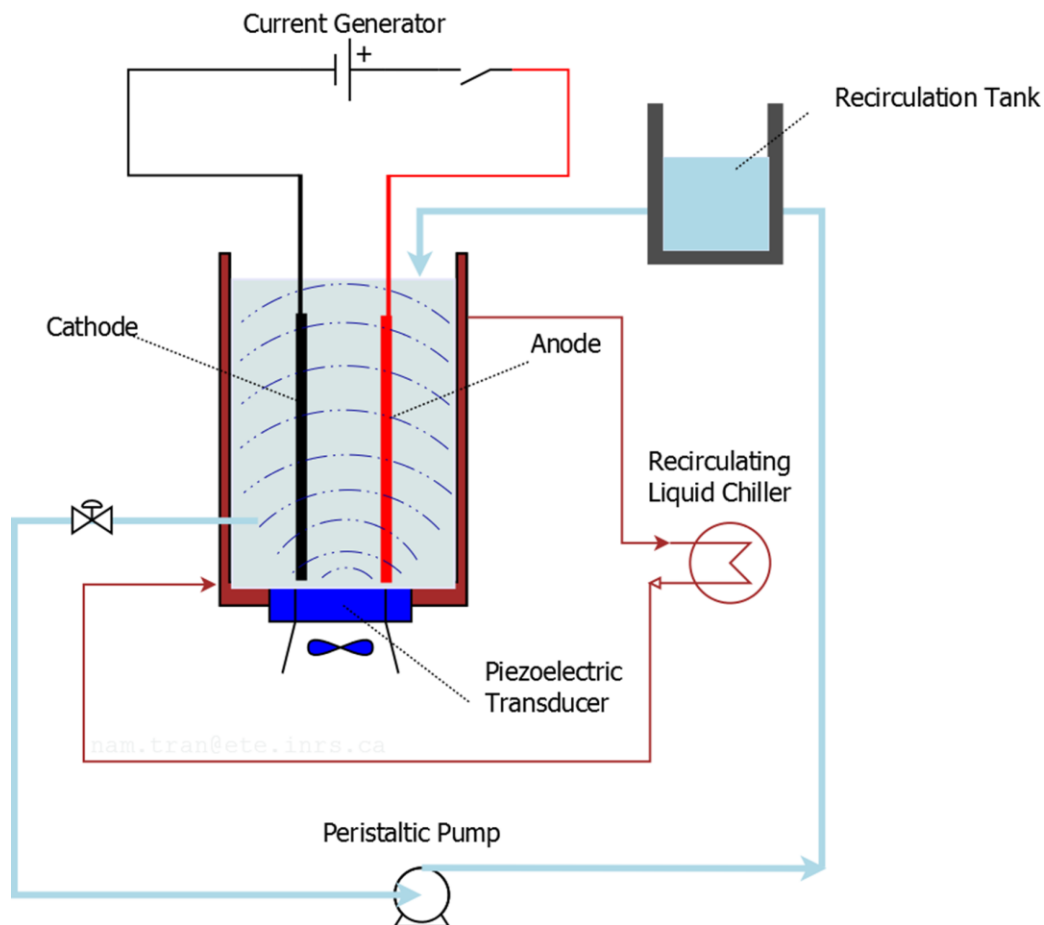 Current Generator
+
Recirculation Tank
Cathode
Anode
Recirculating
Liquid Chiller
Piezoelectric
Transducer
nam.tran@ete.inrs.ca
Peristaltic Pump